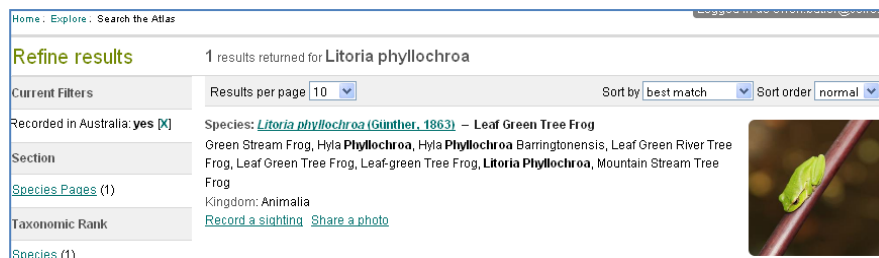 Home: Explore: Search the Atlas
Logged in as
Refine results
1 results returned for Litoria phyllochroa
Current Filters
Results per page 10
Sort by best match
Sort order normal
Recorded in Australia: yes [X]
Species: Litoria phyllochroa (Günther, 1863) – Leaf Green Tree Frog
Green Stream Frog, Hyla Phyllochroa, Hyla Phyllochroa Barringtonensis, Leaf Green River Tree
Frog, Leaf Green Tree Frog, Leaf-green Tree Frog, Litoria Phyllochroa, Mountain Stream Tree
Frog
Kingdom: Animalia
Record a sighting Share a photo
Section
Species Pages (1)
Taxonomic Rank
Species (1)